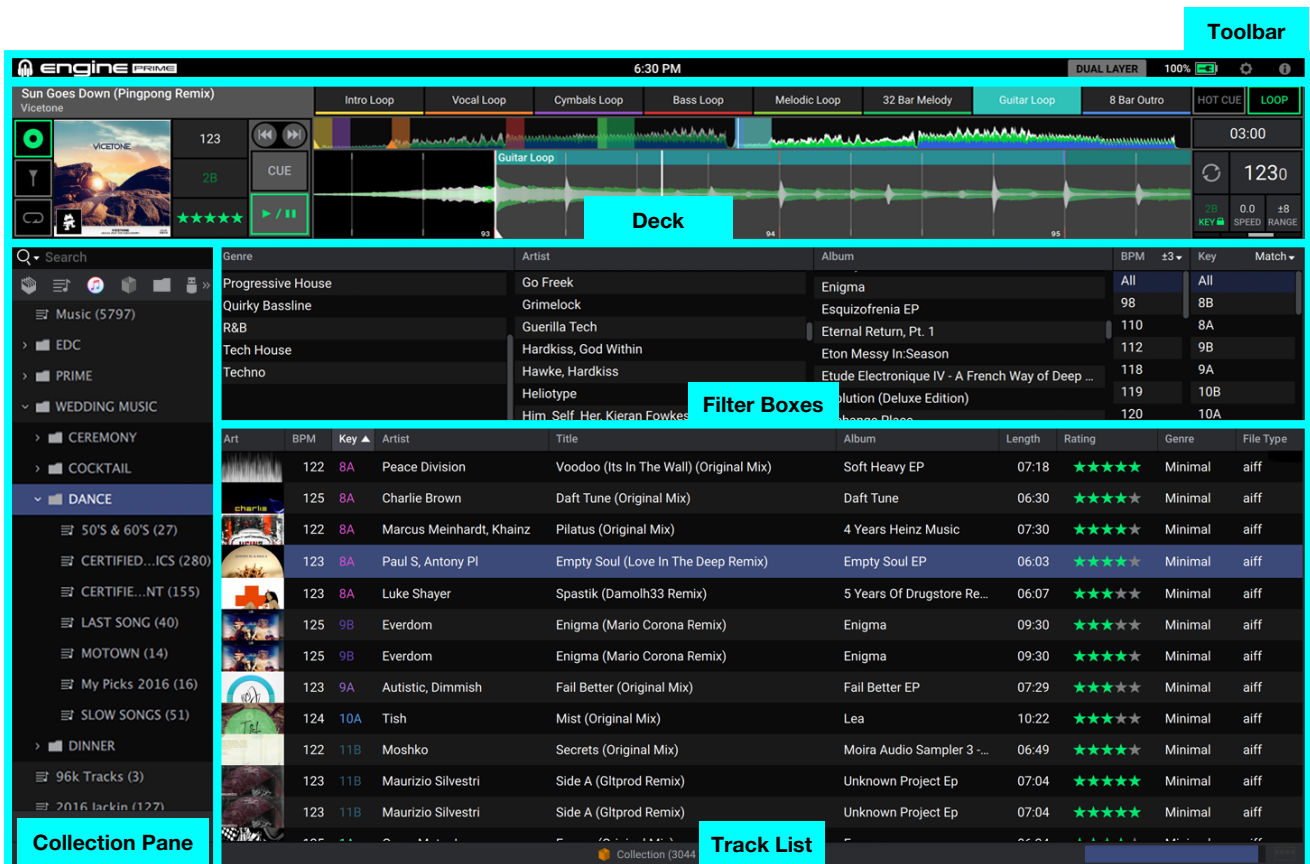 Toolbar
engine PRIME
6:30 PM
DUAL LAYER 100%
Sun Goes Down (Pingpong Remix)
Vicetone
Intro Loop Vocal Loop Cymbals Loop Bass Loop Melodic Loop 32 Bar Melody Guitar Loop 8 Bar Outro HOT CUE LOOP
VICETONE
123
2B
CUE
Guitar Loop
03:00
1230
2B 0.0 ±8
KEY SPEED RANGE
93 94 95
Deck
Search
Music (5797)
EDC
PRIME
WEDDING MUSIC
CEREMONY
COCKTAIL
DANCE
50'S & 60'S (27)
CERTIFIED...ICS (280)
CERTIFIE...NT (155)
LAST SONG (40)
MOTOWN (14)
My Picks 2016 (16)
SLOW SONGS (51)
DINNER
96k Tracks (3)
2016 Jackin (127)
Collection Pane
Genre Artist Album BPM ±3 Key Match
Progressive House
Quirky Bassline
R&B
Tech House
Techno
Go Freek
Grimelock
Guerilla Tech
Hardkiss, God Within
Hawke, Hardkiss
Heliotype
Him_Self_Her, Kieran Fowkes
Enigma
Esquizofrenia EP
Eternal Return, Pt. 1
Eton Messy In:Season
Etude Electronique IV - A French Way of Deep ...
olution (Deluxe Edition)
change Place
All
98
110
112
118
119
120
All
8B
8A
9B
9A
10B
10A
Filter Boxes
Art BPM Key Artist Title Album Length Rating Genre File Type
122 8A Peace Division Voodoo (Its In The Wall) (Original Mix) Soft Heavy EP 07:18 Minimal aiff
charlie
125 8A Charlie Brown Daft Tune (Original Mix) Daft Tune 06:30 Minimal aiff
122 8A Marcus Meinhardt, Khainz Pilatus (Original Mix) 4 Years Heinz Music 07:30 Minimal aiff
123 8A Paul S, Antony Pl Empty Soul (Love In The Deep Remix) Empty Soul EP 06:03 Minimal aiff
123 8A Luke Shayer Spastik (Damolh33 Remix) 5 Years Of Drugstore Re... 06:07 Minimal aiff
125 9B Everdom Enigma (Mario Corona Remix) Enigma 09:30 Minimal aiff
125 9B Everdom Enigma (Mario Corona Remix) Enigma 09:30 Minimal aiff
123 9A Autistic, Dimmish Fail Better (Original Mix) Fail Better EP 07:29 Minimal aiff
124 10A Tish Mist (Original Mix) Lea 10:22 Minimal aiff
122 11B Moshko Secrets (Original Mix) Moira Audio Sampler 3 -... 06:49 Minimal aiff
123 11B Maurizio Silvestri Side A (Gltprod Remix) Unknown Project Ep 07:04 Minimal aiff
123 11B Maurizio Silvestri Side A (Gltprod Remix) Unknown Project Ep 07:04 Minimal aiff
Collection (3044
Track List